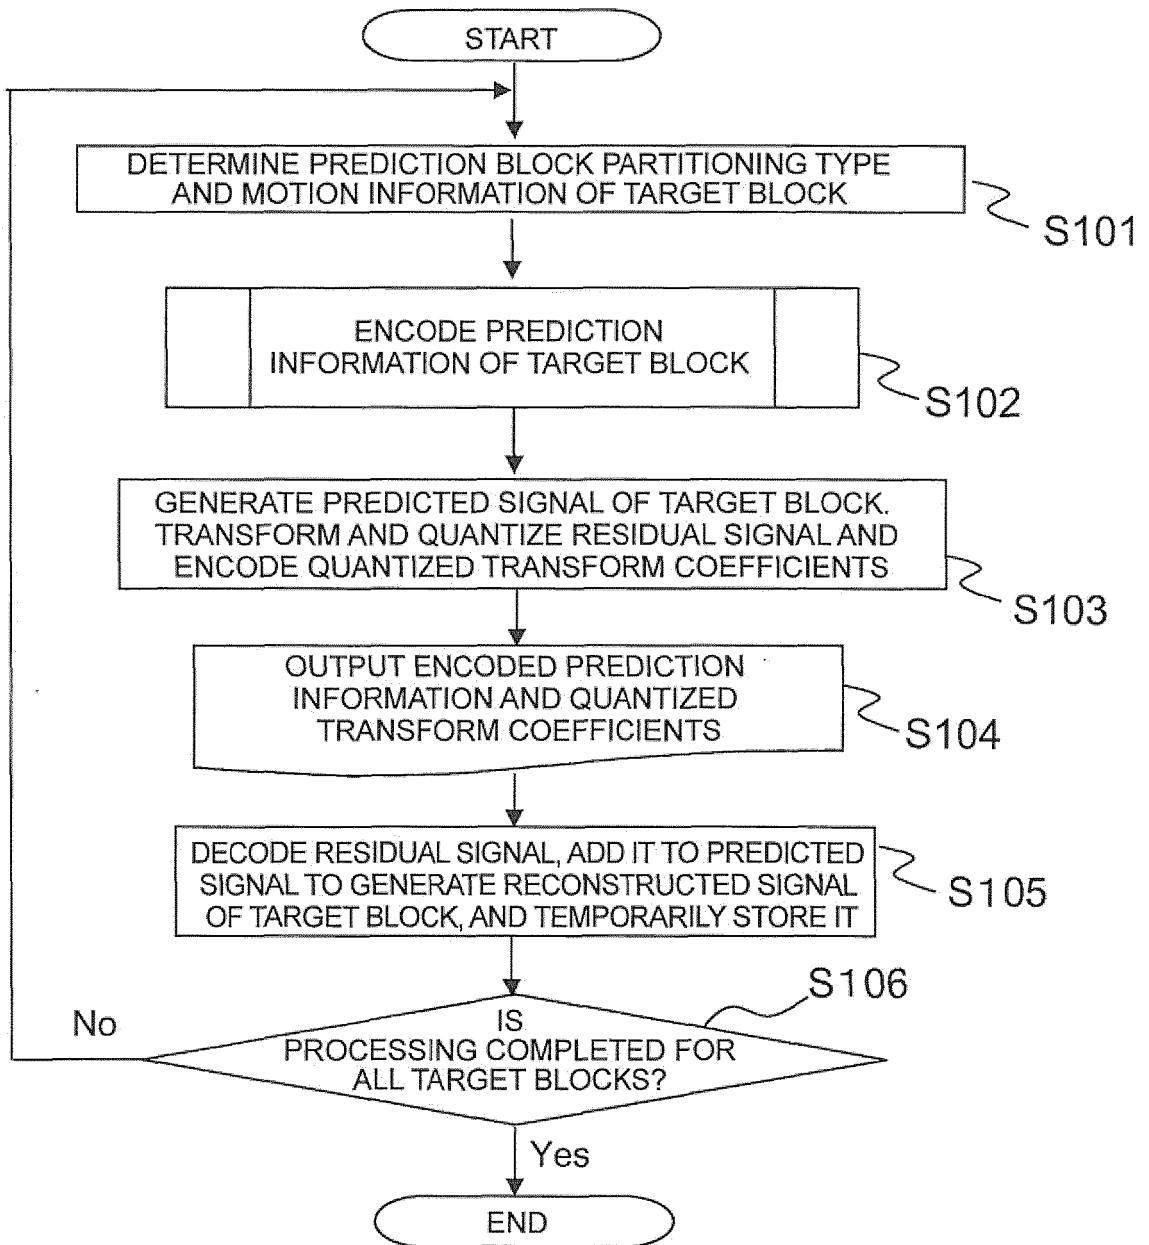 START
DETERMINE PREDICTION BLOCK PARTITIONING TYPE
AND MOTION INFORMATION OF TARGET BLOCK
S101
ENCODE PREDICTION
INFORMATION OF TARGET BLOCK
S102
GENERATE PREDICTED SIGNAL OF TARGET BLOCK.
TRANSFORM AND QUANTIZE RESIDUAL SIGNAL AND
ENCODE QUANTIZED TRANSFORM COEFFICIENTS
S103
OUTPUT ENCODED PREDICTION
INFORMATION AND QUANTIZED
TRANSFORM COEFFICIENTS
S104
DECODE RESIDUAL SIGNAL, ADD IT TO PREDICTED
SIGNAL TO GENERATE RECONSTRUCTED SIGNAL
OF TARGET BLOCK, AND TEMPORARILY STORE IT
S105
S106
No
IS
PROCESSING COMPLETED FOR
ALL TARGET BLOCKS?
Yes
END